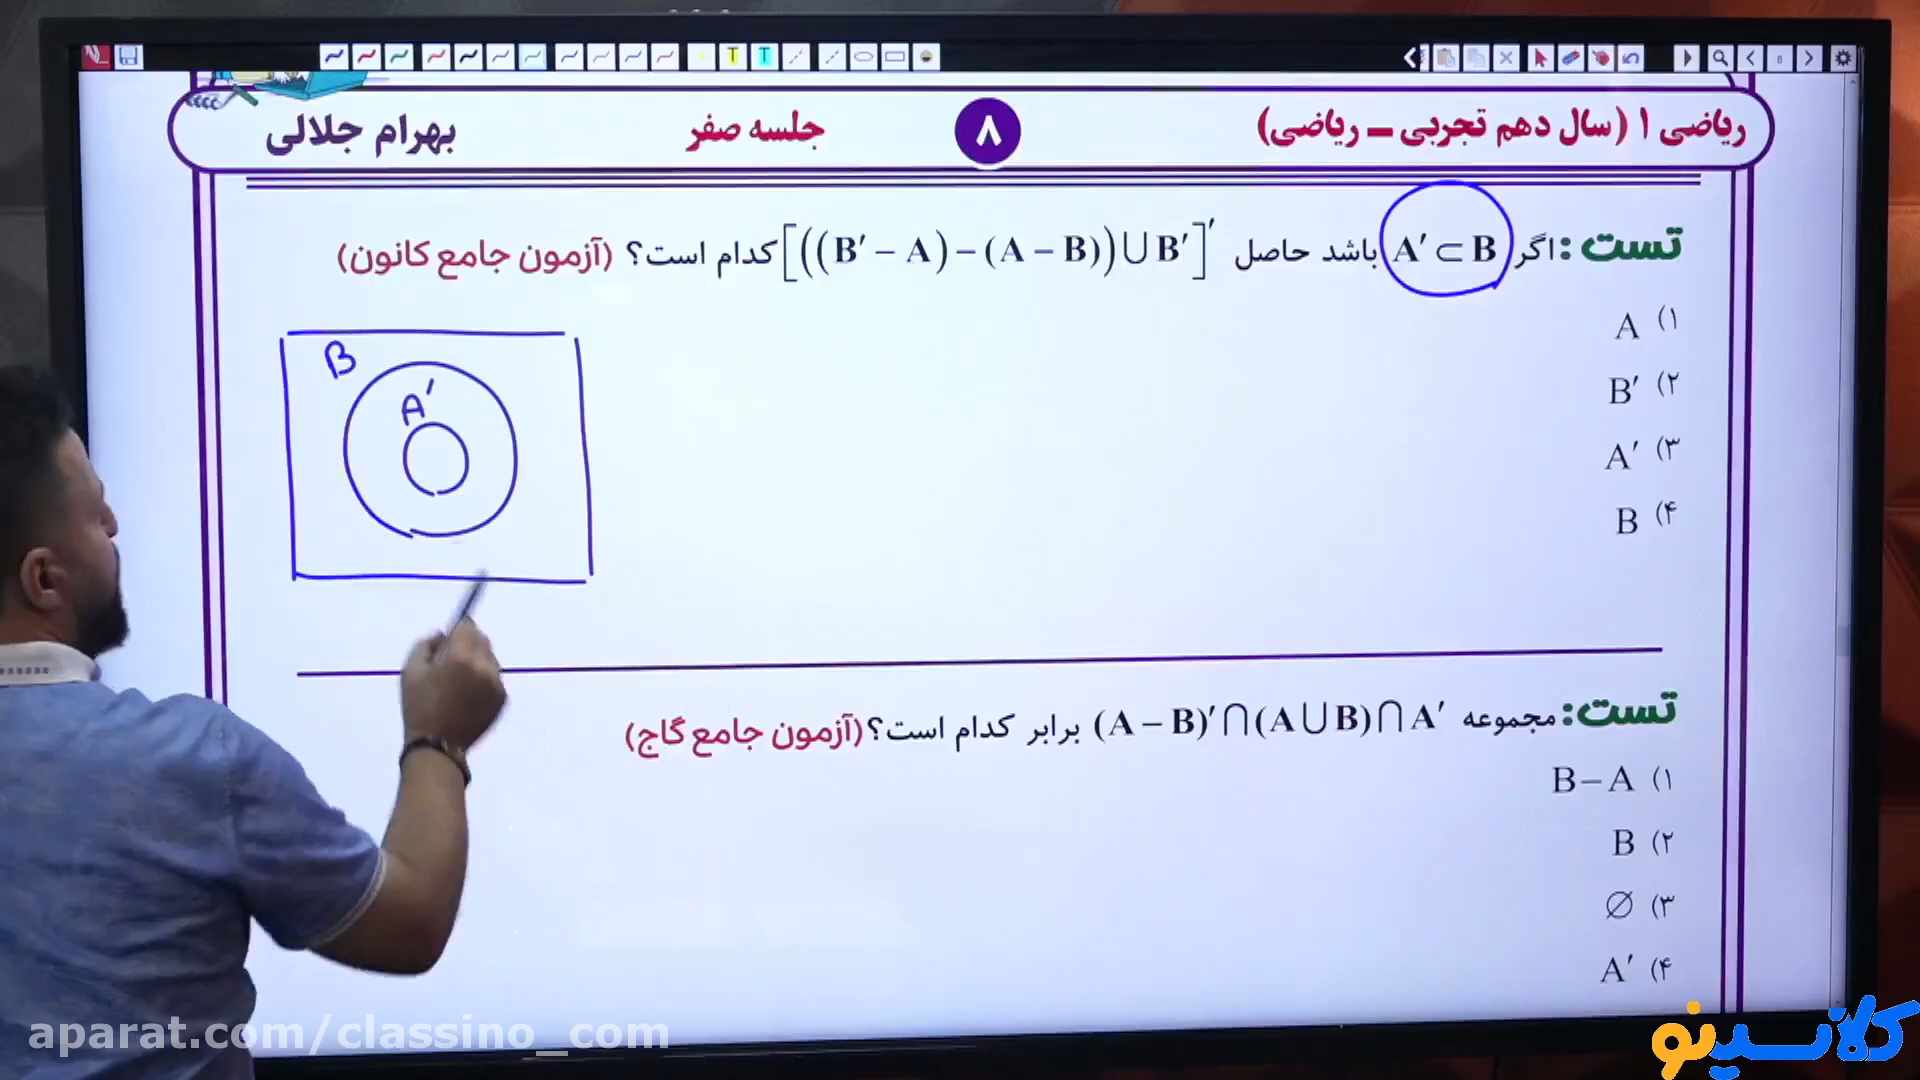 ریاضی ۱ (سال دهم تجربی ـ ریاضی) ۸ جلسه صفر بهرام جلالی
تست: اگر A′ ⊂ B باشد حاصل [((B′ − A) − (A − B)) ∪ B′]′ کدام است؟ (آزمون جامع کانون)
۱) A
۲) B′
۳) A′
۴) B
B
A′
تست: مجموعه (A − B)′ ∩ (A ∪ B) ∩ A′ برابر کدام است؟ (آزمون جامع گاج)
۱) B − A
۲) B
۳) ∅
۴) A′
aparat.com/classino_com
کلاسینو